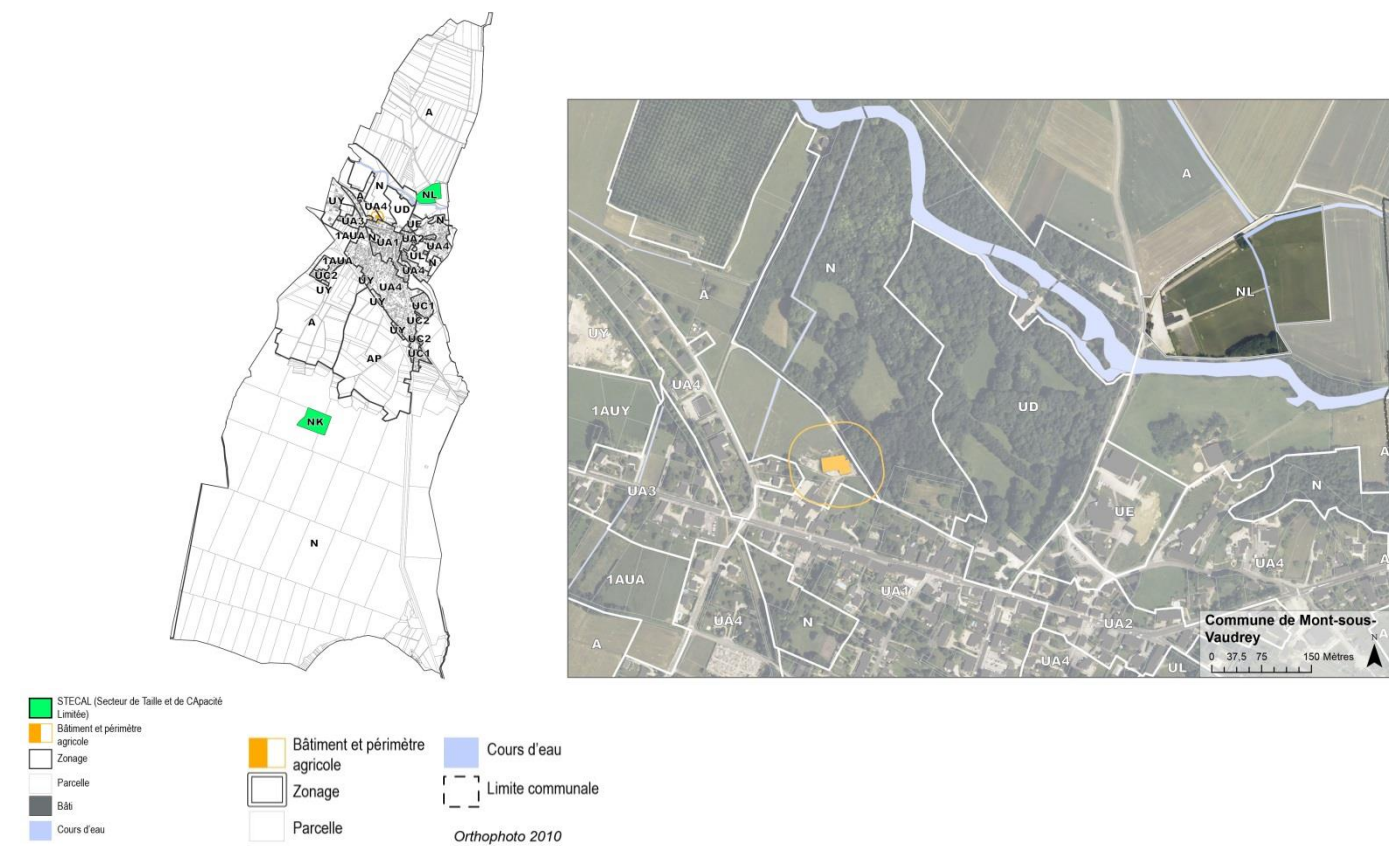 A
N
NL
A
UY
UA4
UD
UA3
UE
N
1AUA
N
UA1
UA2
UA4
UL
N
1AUA
UA4
UC2
UY
UY
UA4
UY
UC1
UC2
A
UY
UC2
AP
UC1
NK
N
A
N
NL
A
UY
UA4
UD
1AUY
A
UA3
UE
N
1AUA
UA1
UA4
A
UA4
N
UA2
A
UA4
UL
A
Commune de Mont-sous-
Vaudrey
N
0 37,5 75 150 Mètres
STECAL (Secteur de Taille et de CApacité
Limitée)
Bâtiment et périmètre
agricole
Zonage
Parcelle
Bâti
Cours d'eau
Bâtiment et périmètre
agricole
Zonage
Parcelle
Cours d'eau
Limite communale
Orthophoto 2010